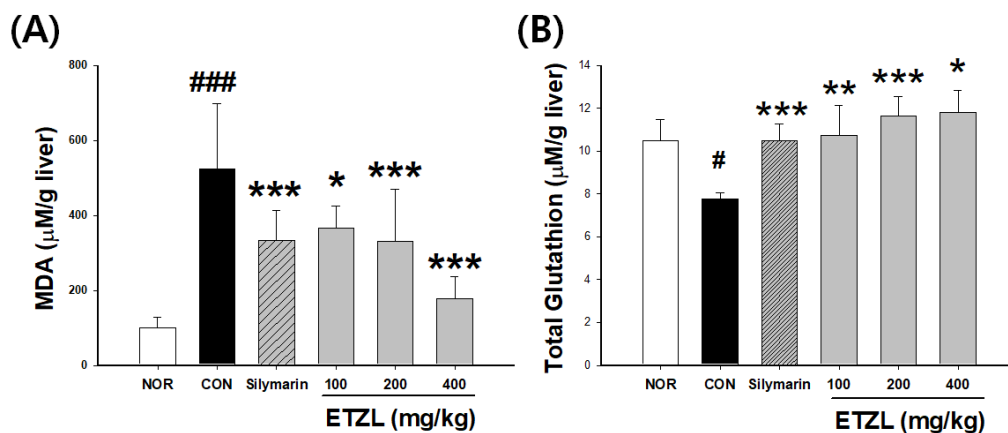 (A)
MDA (μM/g liver)
800
600
400
200
0
###
***
*
***
***
NOR CON Silymarin 100 200 400
ETZL (mg/kg)
(B)
Total Glutathion (μM/g liver)
14
12
10
8
6
4
2
0
#
***
**
***
*
NOR CON Silymarin 100 200 400
ETZL (mg/kg)